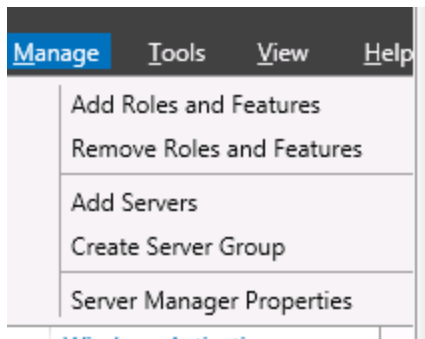 Manage Tools View Help
Add Roles and Features
Remove Roles and Features
Add Servers
Create Server Group
Server Manager Properties